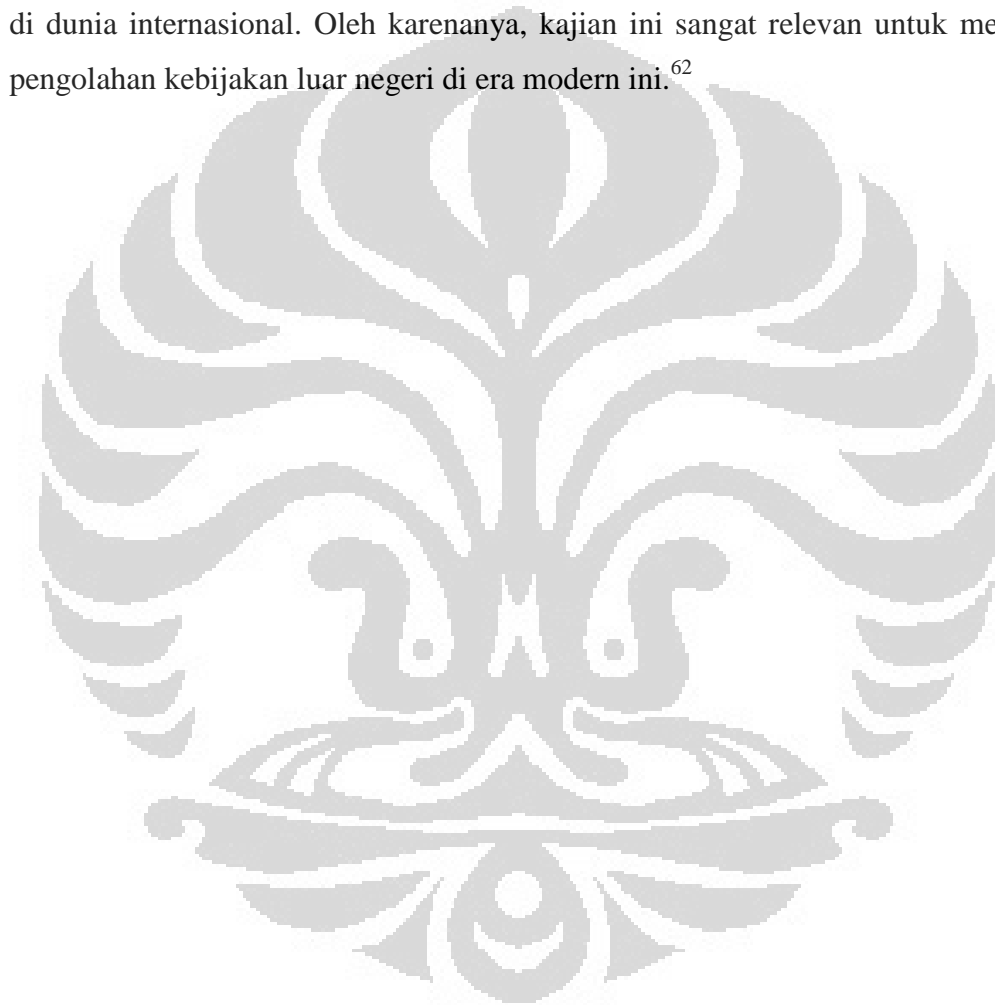 di dunia internasional. Oleh karenanya, kajian ini sangat relevan untuk me
pengolahan kebijakan luar negeri di era modern ini.62